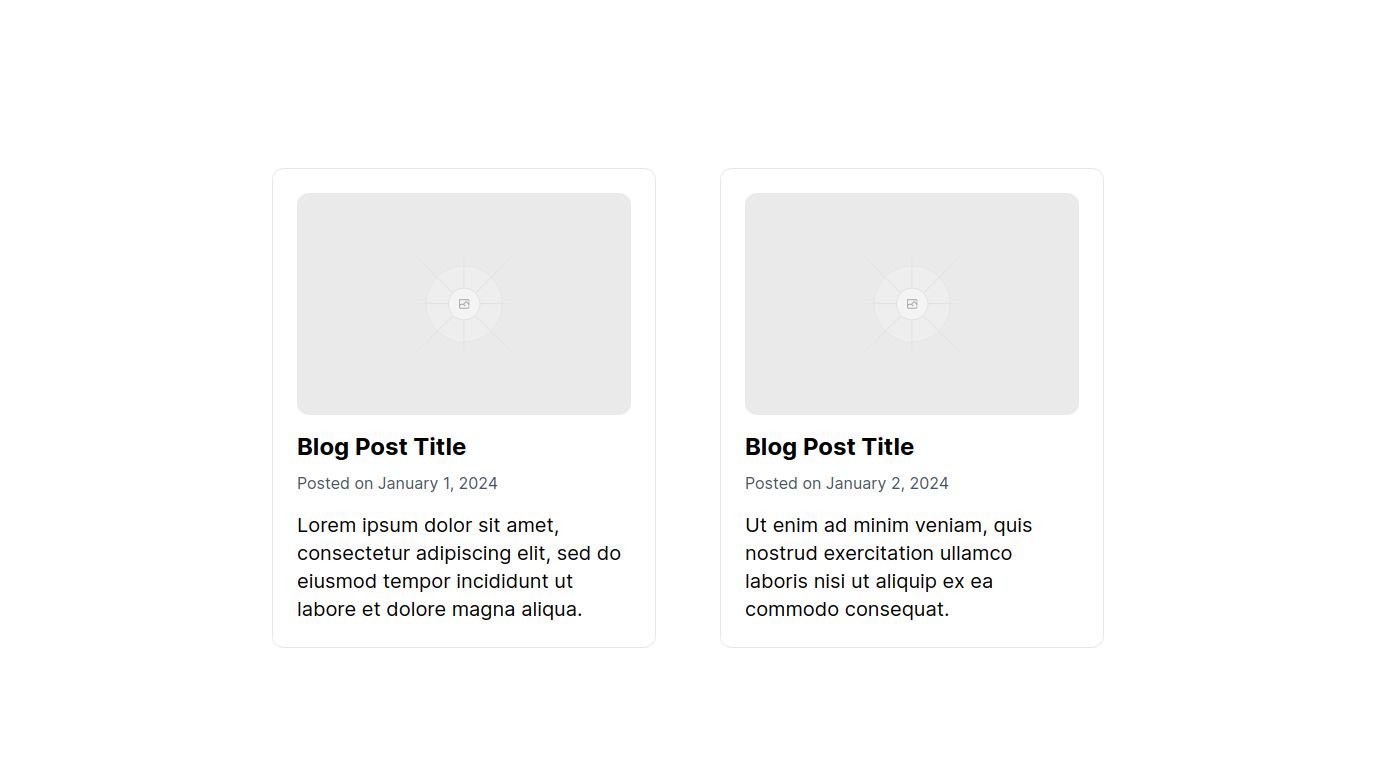 Blog Post Title
Posted on January 1, 2024
Lorem ipsum dolor sit amet,
consectetur adipiscing elit, sed do
eiusmod tempor incididunt ut
labore et dolore magna aliqua.
Blog Post Title
Posted on January 2, 2024
Ut enim ad minim veniam, quis
nostrud exercitation ullamco
laboris nisi ut aliquip ex ea
commodo consequat.